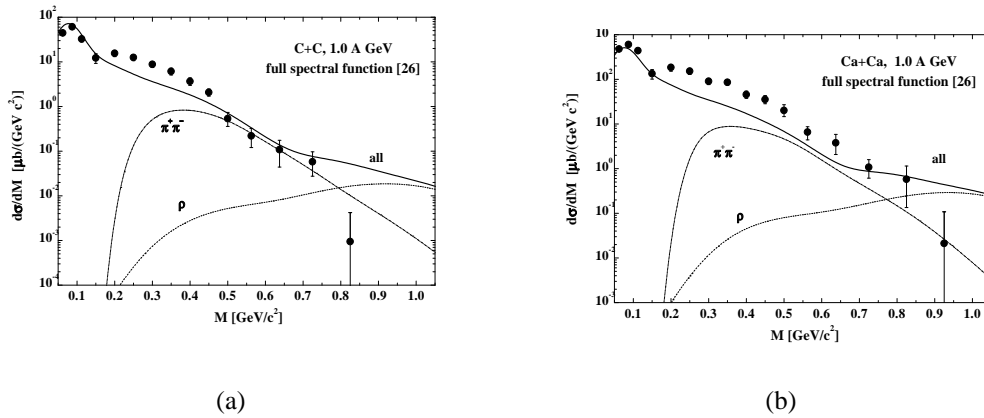 C+C, 1.0 A GeV
full spectral function [26]
π⁺π⁻
all
ρ
dσ/dM [μb/(GeV c²)]
10²
10¹
10⁰
10⁻¹
10⁻²
10⁻³
10⁻⁴
0.1 0.2 0.3 0.4 0.5 0.6 0.7 0.8 0.9 1.0
M [GeV/c²]
(a)
Ca+Ca, 1.0 A GeV
full spectral function [26]
π⁺π⁻
all
ρ
dσ/dM [μb/(GeV c²)]
10⁴
10³
10²
10¹
10⁰
10⁻¹
10⁻²
10⁻³
0.1 0.2 0.3 0.4 0.5 0.6 0.7 0.8 0.9 1.0
M [GeV/c²]
(b)